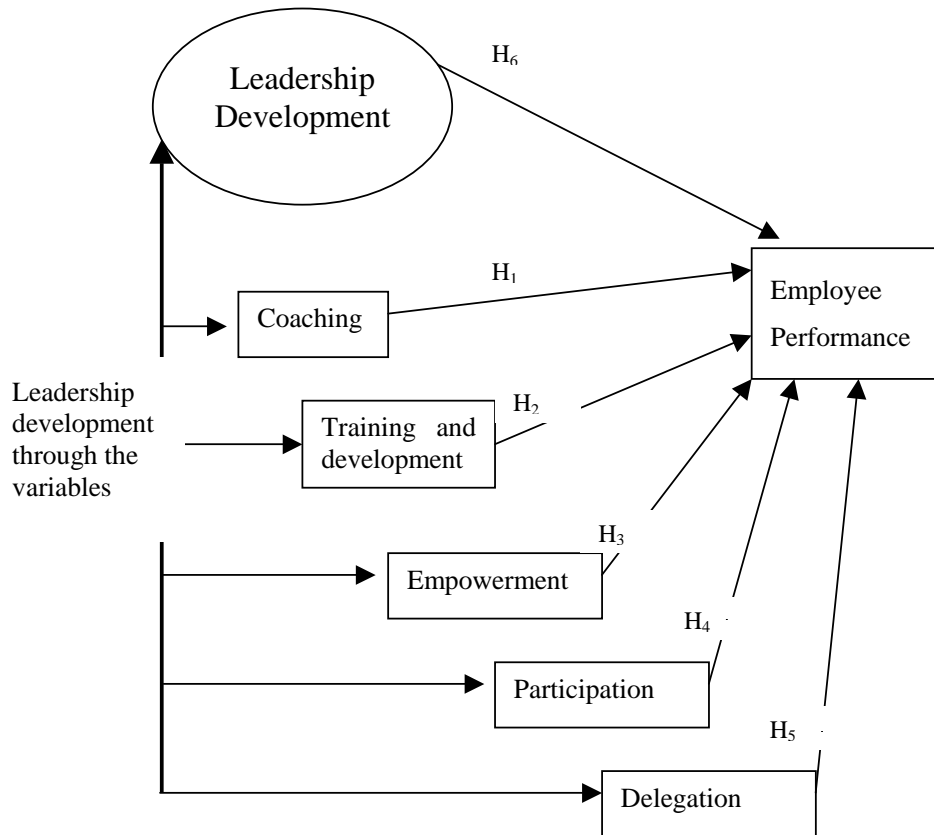 H₆
Leadership
Development
H₁
Coaching
Employee
Performance
Leadership
development
through the
variables
H₂
Training and
development
H₃
Empowerment
H₄
Participation
H₅
Delegation